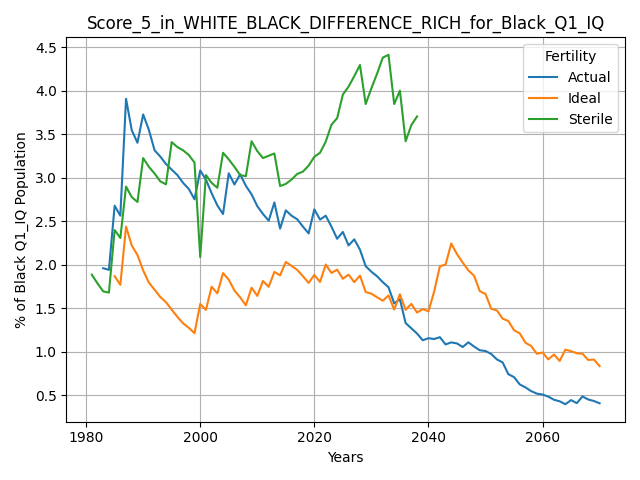 Score_5_in_WHITE_BLACK_DIFFERENCE_RICH_for_Black_Q1_IQ
Fertility
Actual
Ideal
Sterile
% of Black Q1_IQ Population
4.5
4.0
3.5
3.0
2.5
2.0
1.5
1.0
0.5
1980 2000 2020 2040 2060
Years